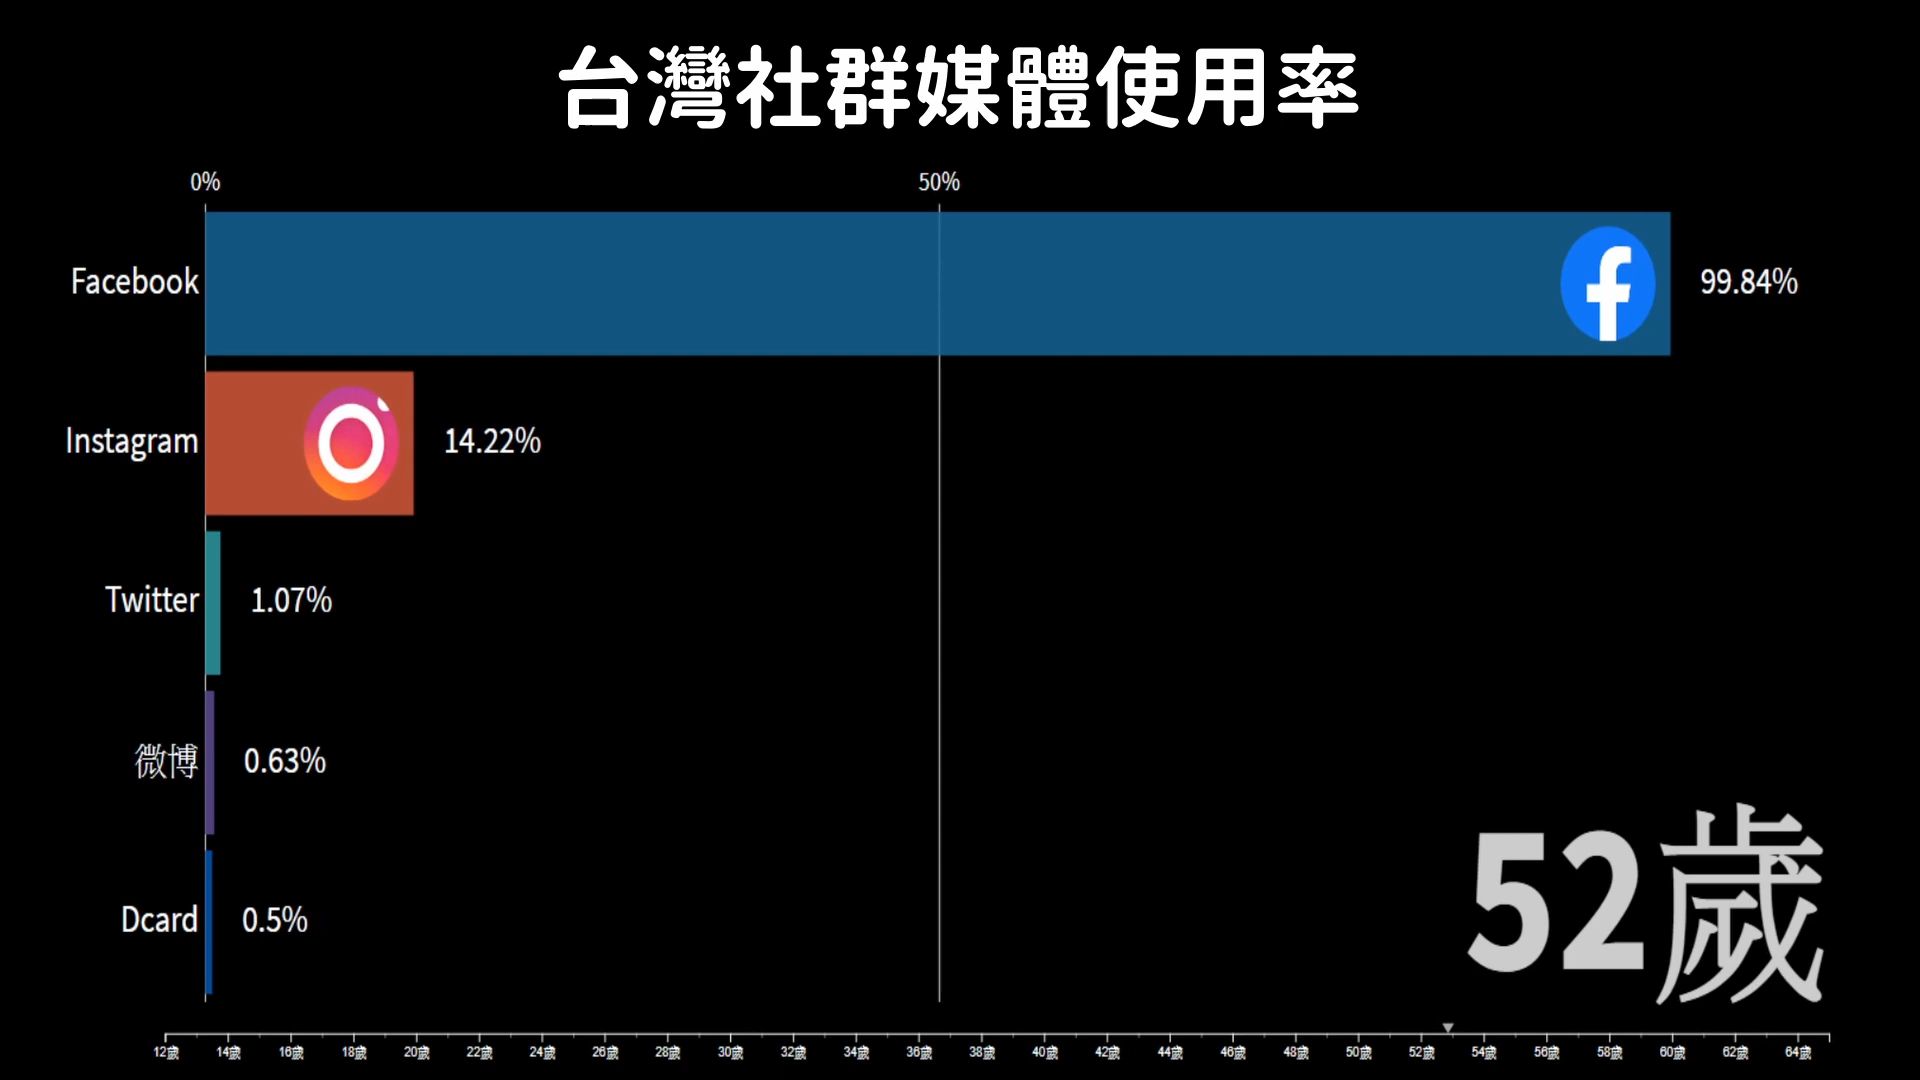 台灣社群媒體使用率
0% 50%
Facebook 99.84%
Instagram 14.22%
Twitter 1.07%
微博 0.63%
Dcard 0.5%
52歲
12歲 14歲 16歲 18歲 20歲 22歲 24歲 26歲 28歲 30歲 32歲 34歲 36歲 38歲 40歲 42歲 44歲 46歲 48歲 50歲 52歲 54歲 56歲 58歲 60歲 62歲 64歲